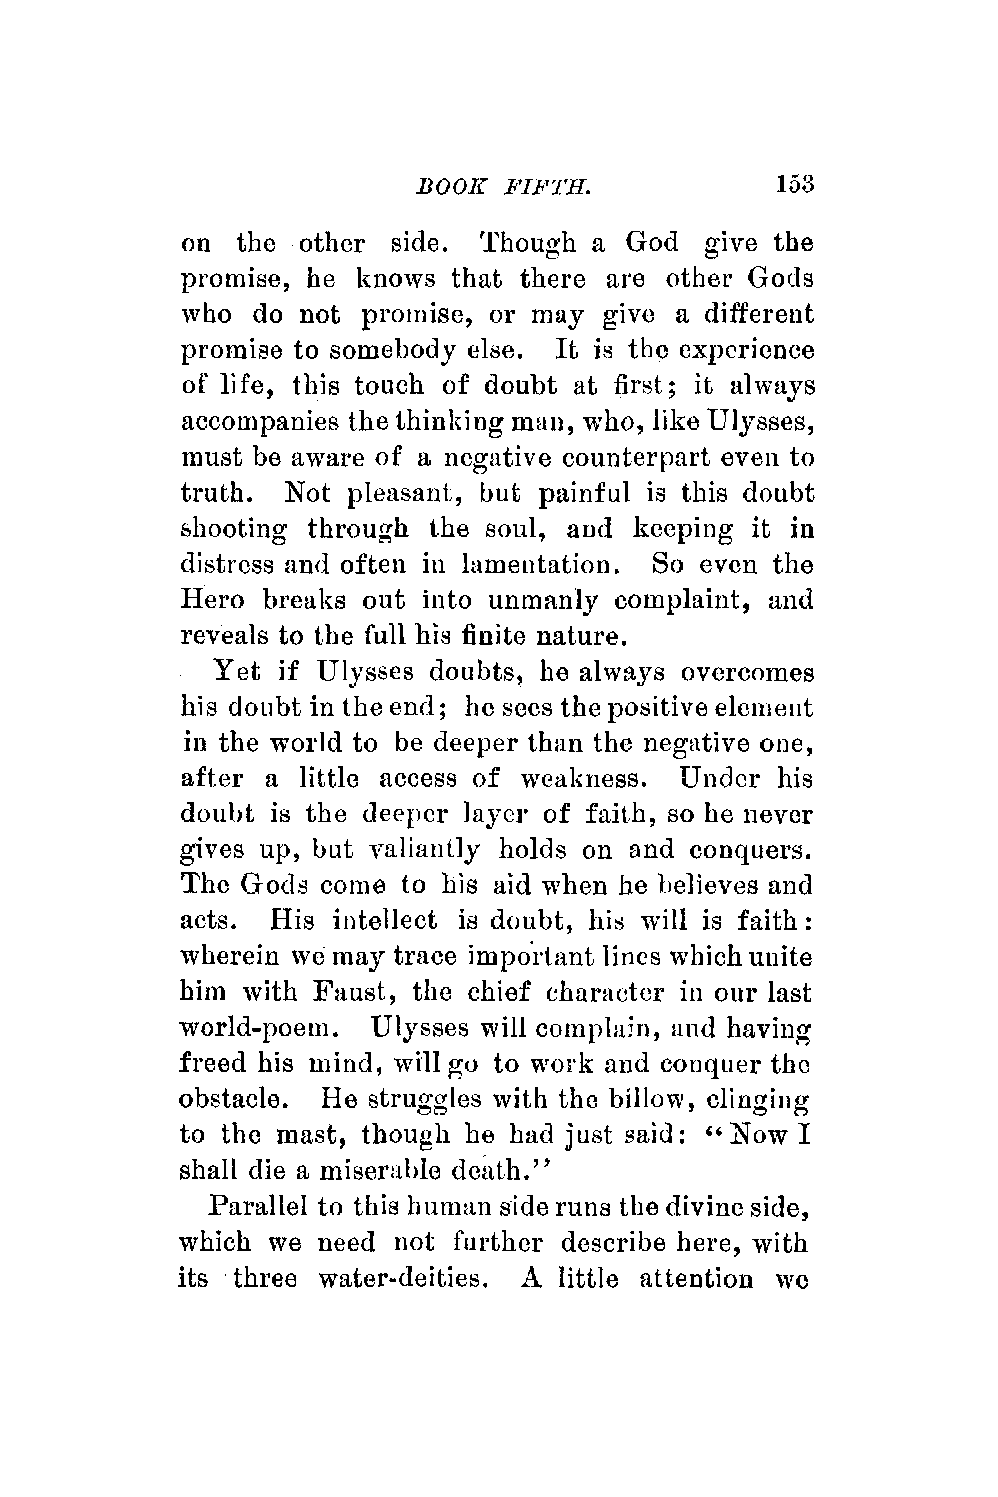 BOOK FIFTH. 153
on the other side. Though a God give the
promise, he knows that there are other Gods
who do not promise, or may give a different
promise to somebody else. It is the experience
of life, this touch of doubt at first; it always
accompanies the thinking man, who, like Ulysses,
must be aware of a negative counterpart even to
truth. Not pleasant, but painful is this doubt
shooting through the soul, and keeping it in
distress and often in lamentation. So even the
Hero breaks out into unmanly complaint, and
reveals to the full his finite nature.
Yet if Ulysses doubts, he always overcomes
his doubt in the end; he sees the positive element
in the world to be deeper than the negative one,
after a little access of weakness. Under his
doubt is the deeper layer of faith, so he never
gives up, but valiantly holds on and conquers.
The Gods come to his aid when he believes and
acts. His intellect is doubt, his will is faith:
wherein we may trace important lines which unite
him with Faust, the chief character in our last
world-poem. Ulysses will complain, and having
freed his mind, will go to work and conquer the
obstacle. He struggles with the billow, clinging
to the mast, though he had just said: “Now I
shall die a miserable death.”
Parallel to this human side runs the divine side,
which we need not further describe here, with
its three water-deities. A little attention we